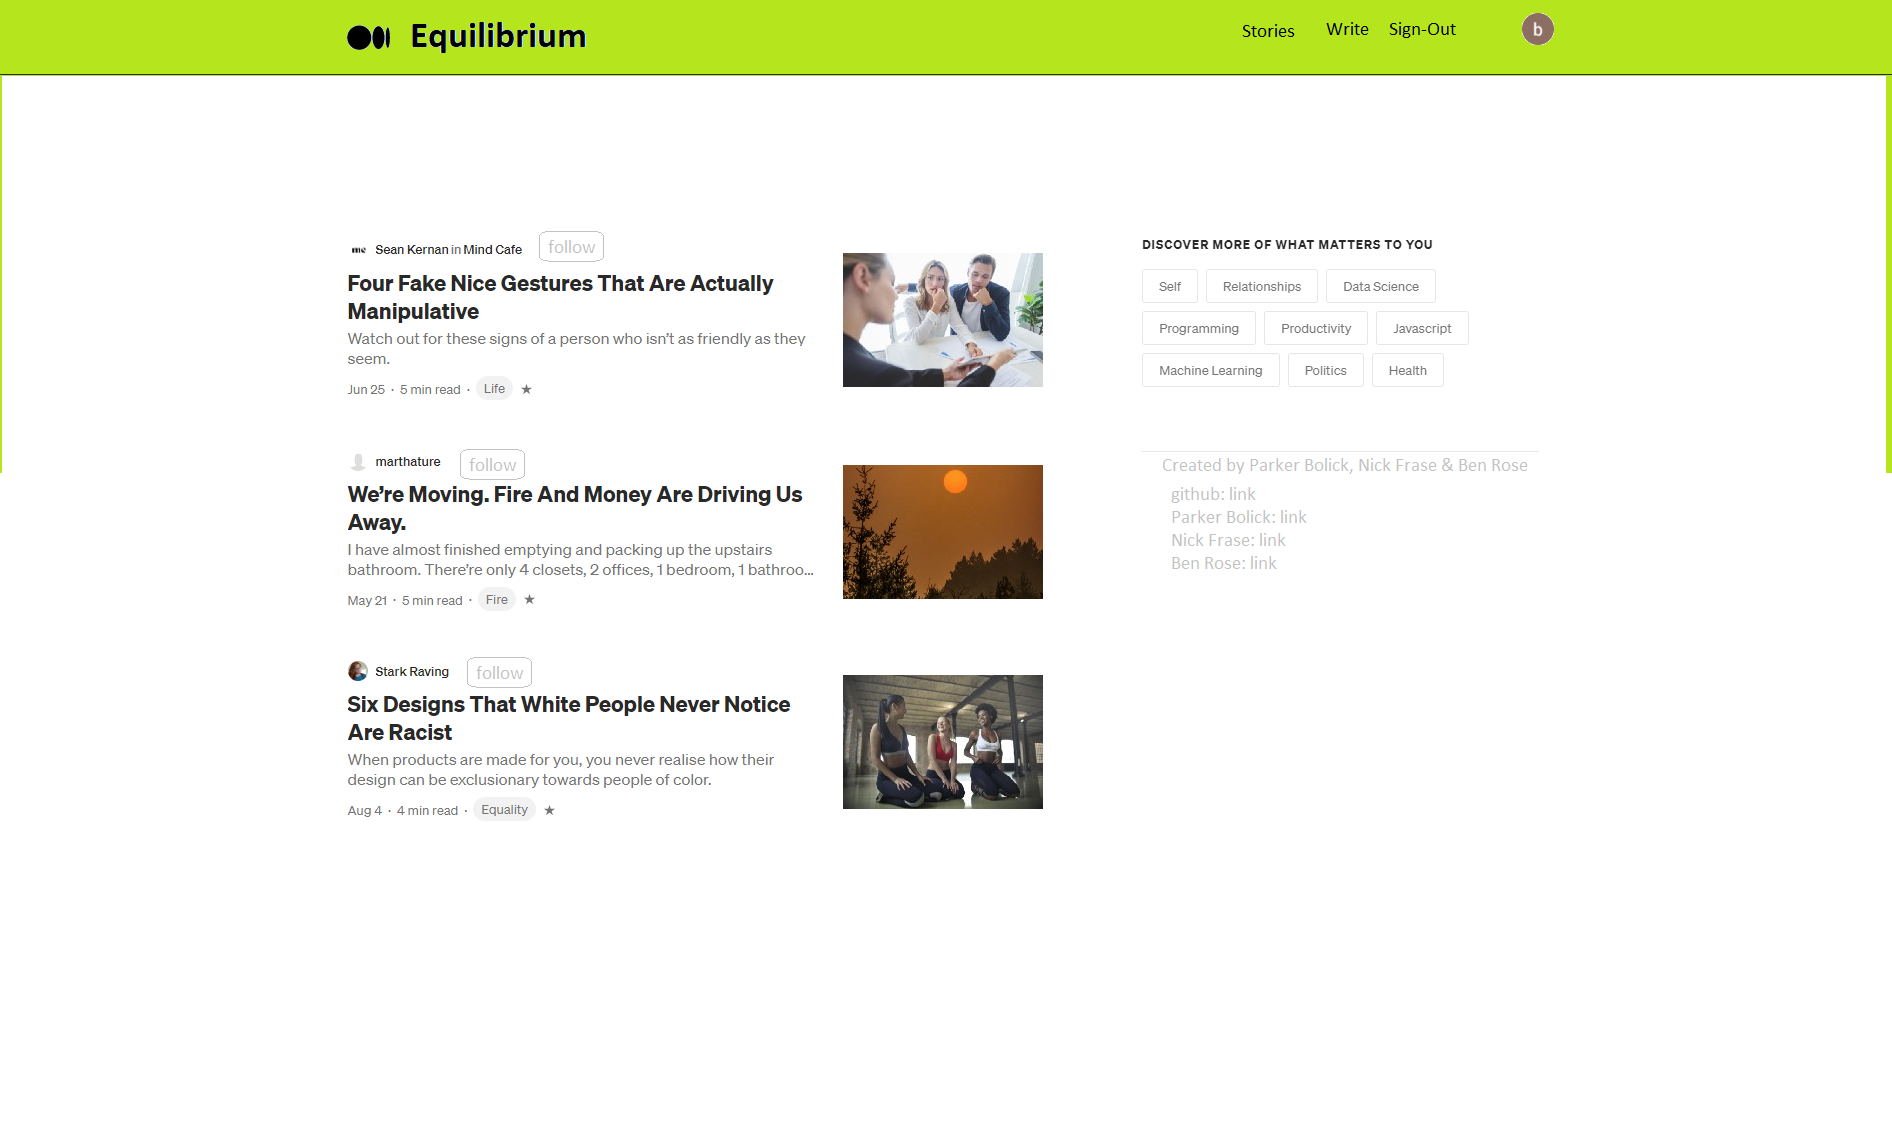 Equilibrium
Stories Write Sign-Out b
me Sean Kernan in Mind Cafe follow
Four Fake Nice Gestures That Are Actually
Manipulative
Watch out for these signs of a person who isn’t as friendly as they
seem.
Jun 25 · 5 min read · Life ★
marthature follow
We’re Moving. Fire And Money Are Driving Us
Away.
I have almost finished emptying and packing up the upstairs
bathroom. There’re only 4 closets, 2 offices, 1 bedroom, 1 bathroo...
May 21 · 5 min read · Fire ★
Stark Raving follow
Six Designs That White People Never Notice
Are Racist
When products are made for you, you never realise how their
design can be exclusionary towards people of color.
Aug 4 · 4 min read · Equality ★
DISCOVER MORE OF WHAT MATTERS TO YOU
Self Relationships Data Science
Programming Productivity Javascript
Machine Learning Politics Health
Created by Parker Bolick, Nick Frase & Ben Rose
github: link
Parker Bolick: link
Nick Frase: link
Ben Rose: link